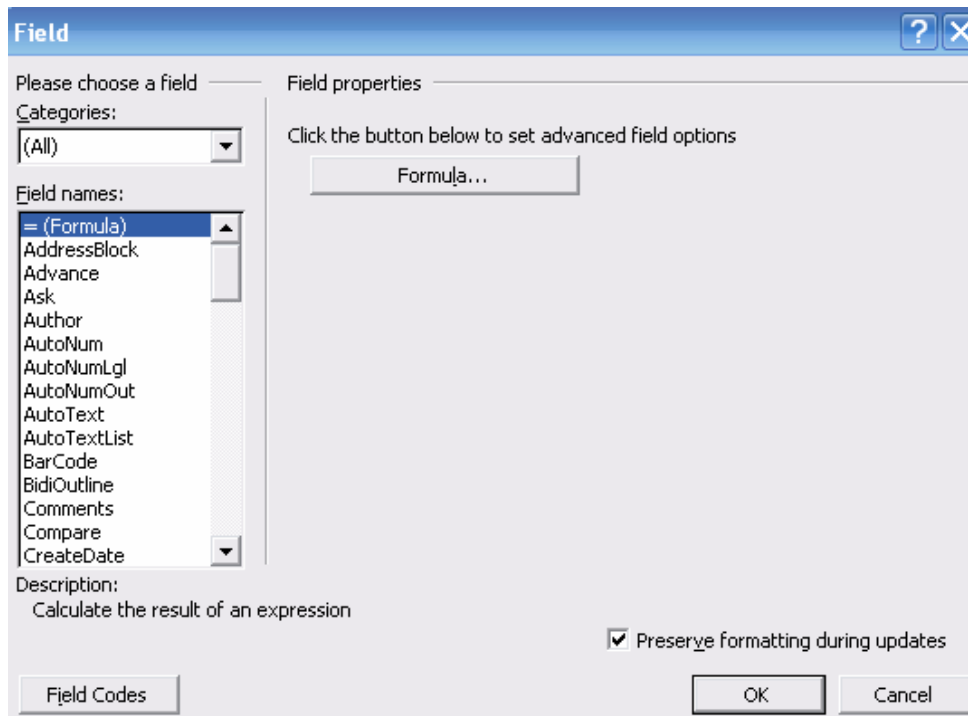 Field
Please choose a field
Categories:
(All)
Field names:
= (Formula)
AddressBlock
Advance
Ask
Author
AutoNum
AutoNumLgl
AutoNumOut
AutoText
AutoTextList
BarCode
BidiOutline
Comments
Compare
CreateDate
Field properties
Click the button below to set advanced field options
Formula...
Description:
Calculate the result of an expression
Preserve formatting during updates
Field Codes
OK
Cancel